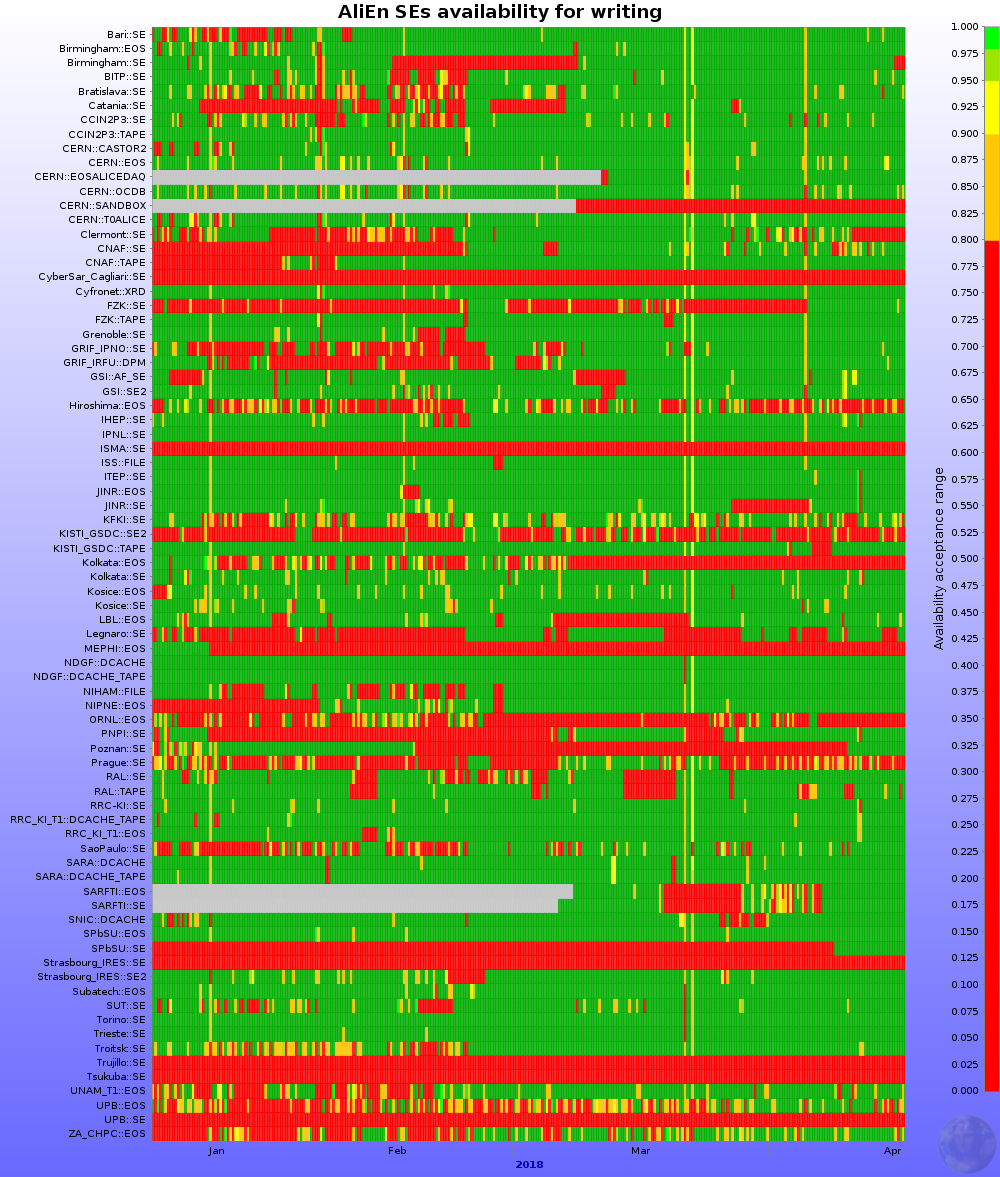 AliEn SEs availability for writing
Bari::SE
Birmingham::EOS
Birmingham::SE
BITP::SE
Bratislava::SE
Catania::SE
CCIN2P3::SE
CCIN2P3::TAPE
CERN::CASTOR2
CERN::EOS
CERN::EOSALICEDAQ
CERN::OCDB
CERN::SANDBOX
CERN::T0ALICE
Clermont::SE
CNAF::SE
CNAF::TAPE
CyberSar_Cagliari::SE
Cyfronet::XRD
FZK::SE
FZK::TAPE
Grenoble::SE
GRIF_IPNO::SE
GRIF_IRFU::DPM
GSI::AF_SE
GSI::SE2
Hiroshima::EOS
IHEP::SE
IPNL::SE
ISMA::SE
ISS::FILE
ITEP::SE
JINR::EOS
JINR::SE
KFKI::SE
KISTI_GSDC::SE2
KISTI_GSDC::TAPE
Kolkata::EOS
Kolkata::SE
Kosice::EOS
Kosice::SE
LBL::EOS
Legnaro::SE
MEPHI::EOS
NDGF::DCACHE
NDGF::DCACHE_TAPE
NIHAM::FILE
NIPNE::EOS
ORNL::EOS
PNPI::SE
Poznan::SE
Prague::SE
RAL::SE
RAL::TAPE
RRC-KI::SE
RRC_KI_T1::DCACHE_TAPE
RRC_KI_T1::EOS
SaoPaulo::SE
SARA::DCACHE
SARA::DCACHE_TAPE
SARFTI::EOS
SARFTI::SE
SNIC::DCACHE
SPbSU::EOS
SPbSU::SE
Strasbourg_IRES::SE
Strasbourg_IRES::SE2
Subatech::EOS
SUT::SE
Torino::SE
Trieste::SE
Troitsk::SE
Trujillo::SE
Tsukuba::SE
UNAM_T1::EOS
UPB::EOS
UPB::SE
ZA_CHPC::EOS
Jan
Feb
Mar
Apr
2018
Availability acceptance range
1.000
0.975
0.950
0.925
0.900
0.875
0.850
0.825
0.800
0.775
0.750
0.725
0.700
0.675
0.650
0.625
0.600
0.575
0.550
0.525
0.500
0.475
0.450
0.425
0.400
0.375
0.350
0.325
0.300
0.275
0.250
0.225
0.200
0.175
0.150
0.125
0.100
0.075
0.050
0.025
0.000